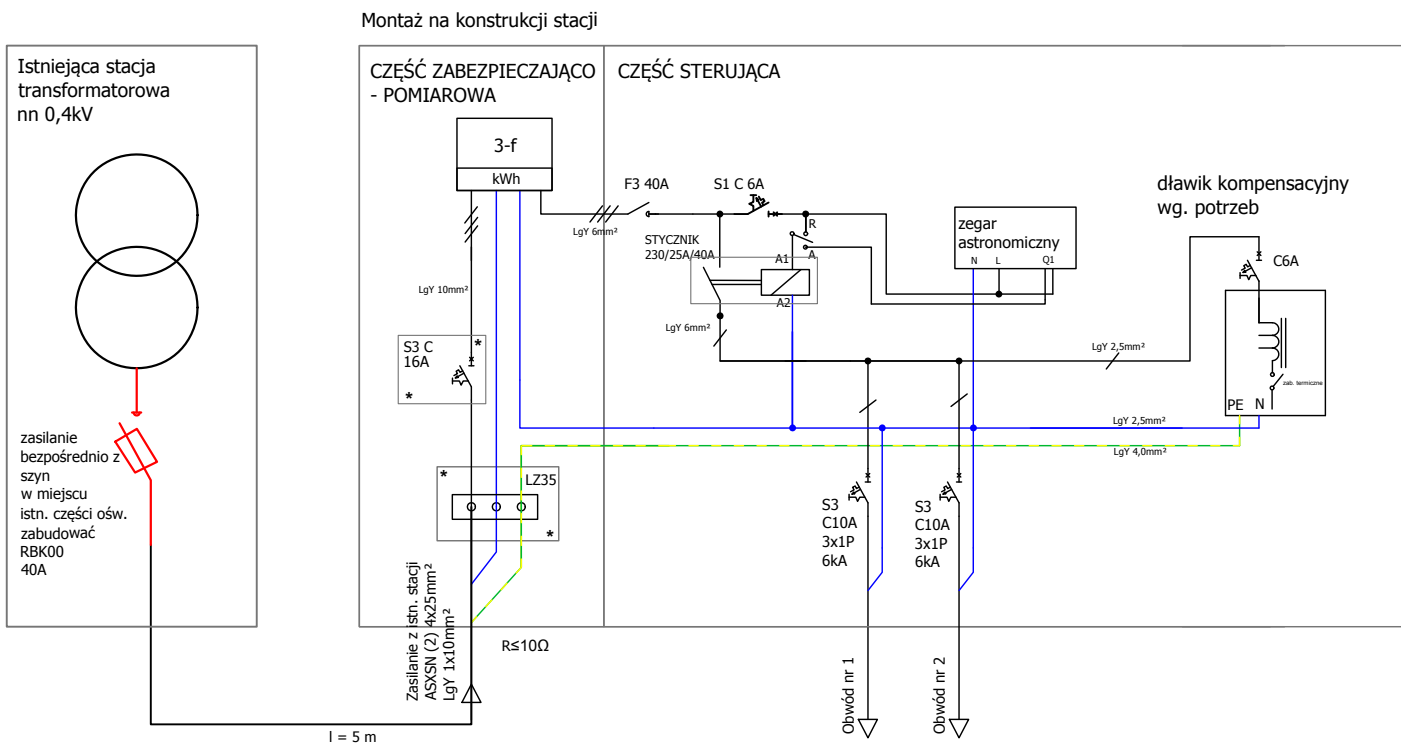 Montaż na konstrukcji stacji
Istniejąca stacja
transformatorowa
nn 0,4kV
zasilanie
bezpośrednio z
szyn
w miejscu
istn. części ośw.
zabudować
RBK00
40A
l = 5 m
CZĘŚĆ ZABEZPIECZAJĄCO
- POMIAROWA
3-f
kWh
LgY 10mm²
S3 C
16A
*
*
*
LZ35
*
Zasilanie z istn. stacji
ASXSN (2) 4x25mm²
LgY 1x10mm²
R≤10Ω
CZĘŚĆ STERUJĄCA
F3 40A
LgY 6mm²
S1 C 6A
STYCZNIK
230/25A/40A
R
A
A1
A2
LgY 6mm²
zegar
astronomiczny
N L Q1
dławik kompensacyjny
wg. potrzeb
C6A
LgY 2,5mm²
zab. termiczne
PE N
LgY 2,5mm²
LgY 4,0mm²
S3
C10A
3x1P
6kA
S3
C10A
3x1P
6kA
Obwód nr 1
Obwód nr 2